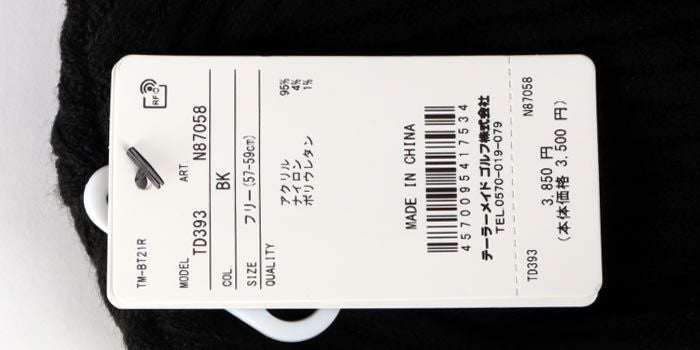 RFID
TM-BT21R
MODEL ART.
TD393 N87058
COL. BK
SIZE フリー(57-59cm)
QUALITY
アクリル 95%
ナイロン 4%
ポリウレタン 1%
MADE IN CHINA
4570095417534
テーラーメイド ゴルフ株式会社
TEL.0570-019-079
TD393 N87058
3,850 円
(本体価格 3,500 円)